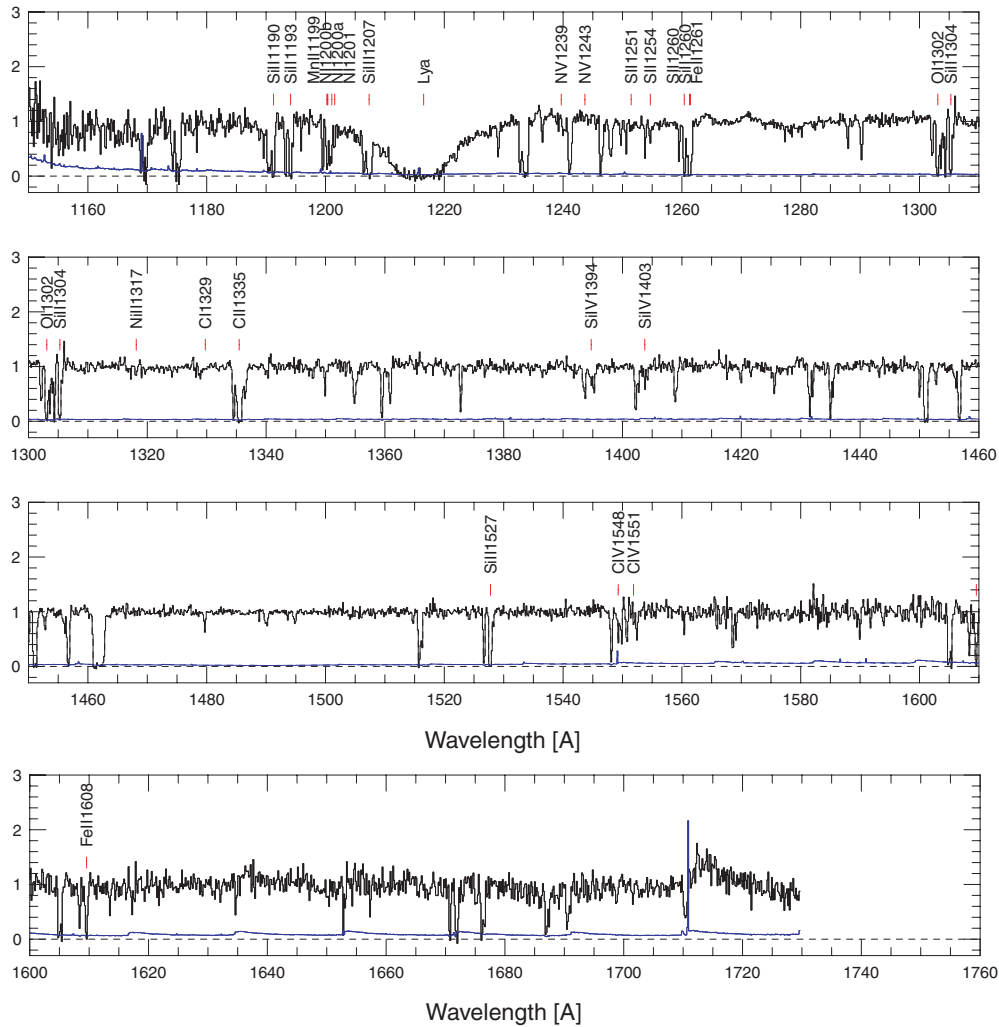 SiII1190
SiII1193
MnII1199
NI1200b
NI1200a
NI1201
SiIII1207
Lya
NV1239
NV1243
SII1251
SII1254
SII1260
SiII1260
FeII1261
OI1302
SiII1304
3
2
1
0
1160
1180
1200
1220
1240
1260
1280
1300
OI1302
SiII1304
NiII1317
CI1329
CII1335
SiIV1394
SiIV1403
3
2
1
0
1300
1320
1340
1360
1380
1400
1420
1440
1460
SiII1527
CIV1548
CIV1551
3
2
1
0
1460
1480
1500
1520
1540
1560
1580
1600
Wavelength [A]
FeII1608
3
2
1
0
1600
1620
1640
1660
1680
1700
1720
1740
1760
Wavelength [A]